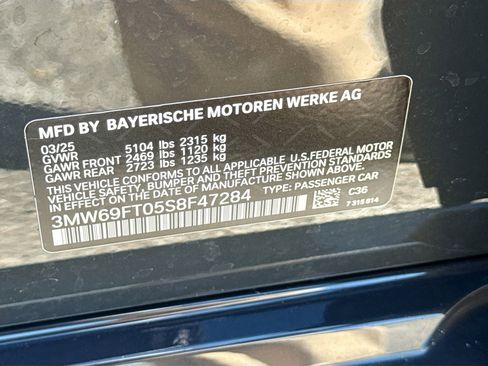 MFD BY BAYERISCHE MOTOREN WERKE AG
03/25
GVWR 5104 lbs 2315 kg
GAWR FRONT 2469 lbs 1120 kg
GAWR REAR 2723 lbs 1235 kg
THIS VEHICLE CONFORMS TO ALL APPLICABLE U.S. FEDERAL MOTOR
VEHICLE SAFETY, BUMPER AND THEFT PREVENTION STANDARDS
IN EFFECT ON THE DATE OF MANUFACTURE SHOWN ABOVE.
3MW69FT05S8F47284 TYPE: PASSENGER CAR
C36
7 315 614